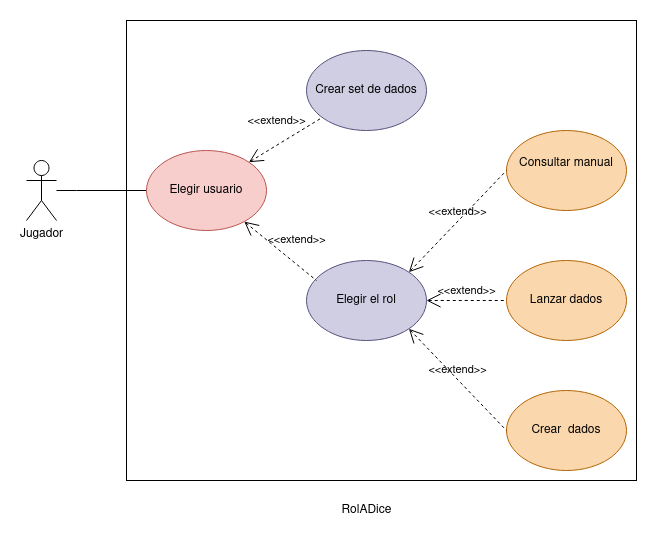 Crear set de dados
<<extend>>
Consultar manual
Elegir usuario
<<extend>>
Jugador
<<extend>>
<<extend>>
Elegir el rol
Lanzar dados
<<extend>>
Crear  dados
RolADice